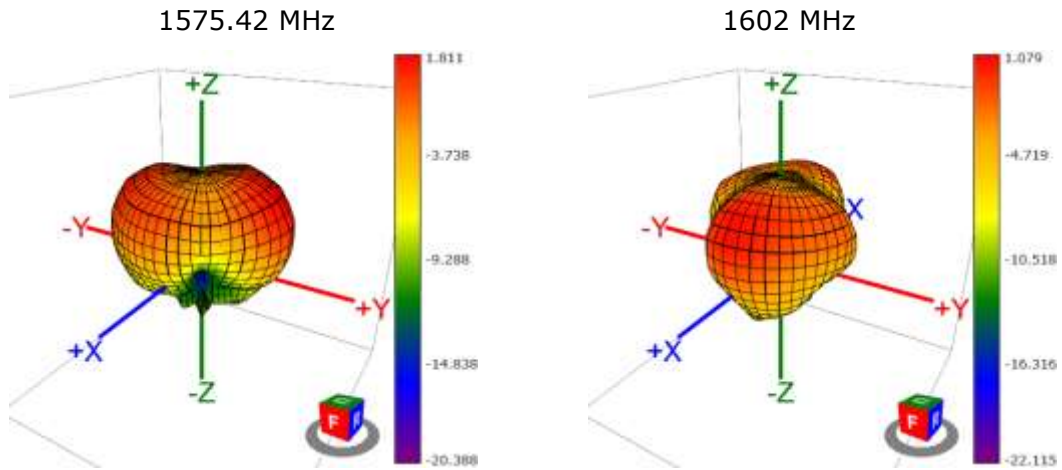 1575.42 MHz
1602 MHz
1.811
-3.738
-9.288
-14.838
-20.388
+Z
-Y
+Y
+X
-Z
F
1.079
-4.719
-10.518
-16.316
-22.115
+Z
X
-Y
+Y
+X
-Z
F